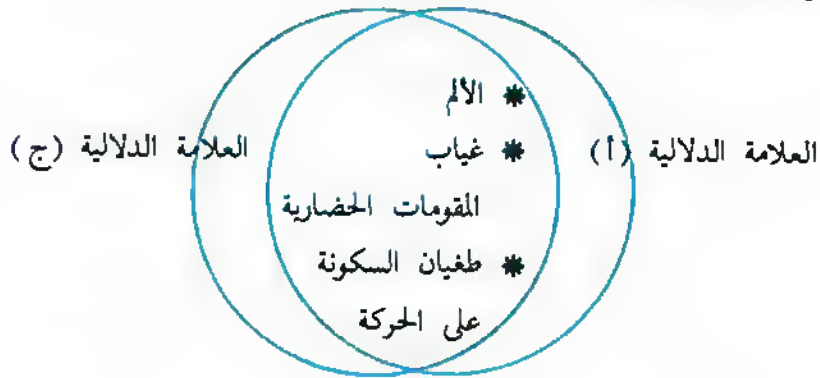 * الألم
العلامة الدلالية (أ)
* غياب
العلامة الدلالية (ج)
المقومات الحضارية
* طغيان السكونة
على الحركة